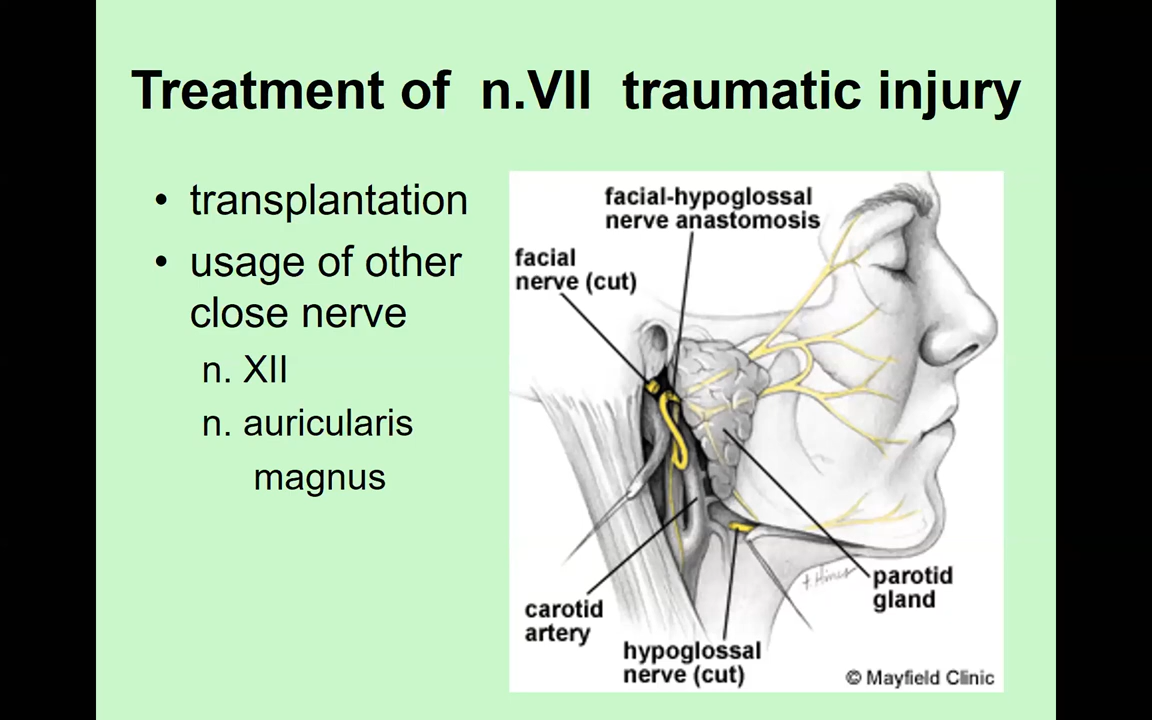 Treatment of n.VII traumatic injury
• transplantation
• usage of other
close nerve
n. XII
n. auricularis
magnus
facial-hypoglossal
nerve anastomosis
facial
nerve (cut)
carotid
artery
hypoglossal
nerve (cut)
parotid
gland
© Mayfield Clinic